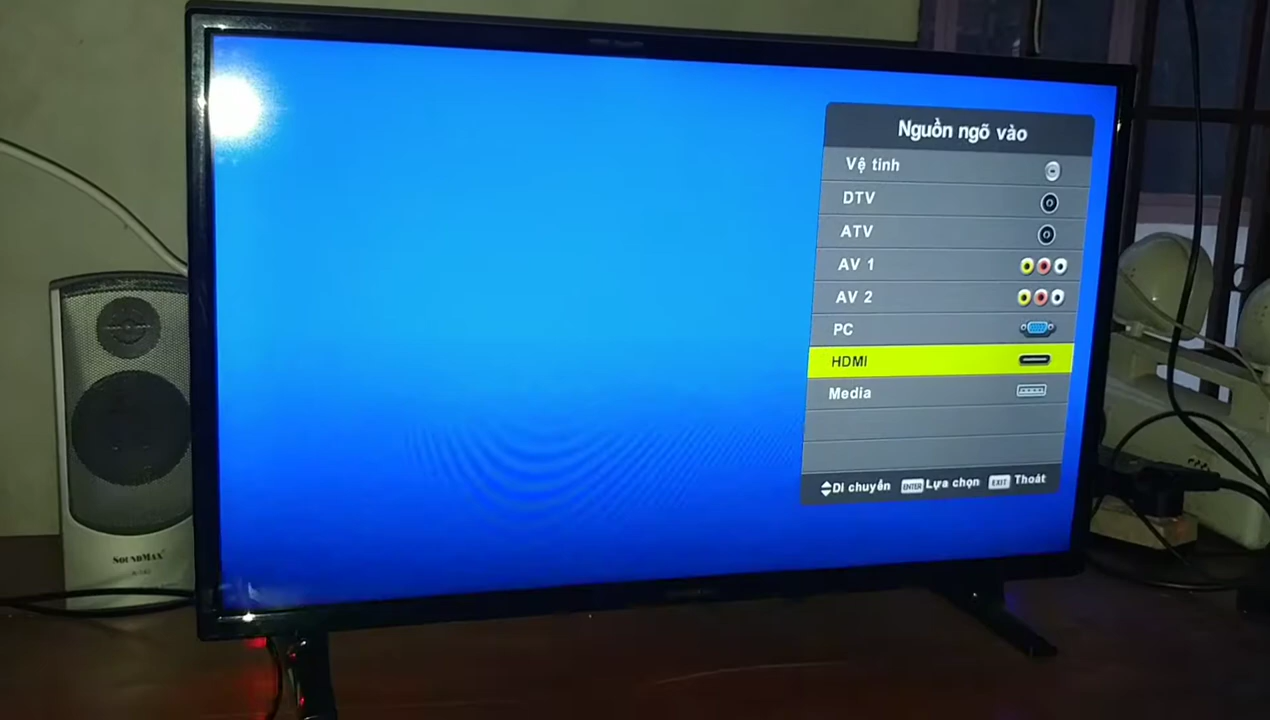 Nguồn ngõ vào
Vệ tinh
DTV
ATV
AV 1
AV 2
PC
HDMI
Media
Di chuyển ENTER Lựa chọn EXIT Thoát
SOUNDMAX